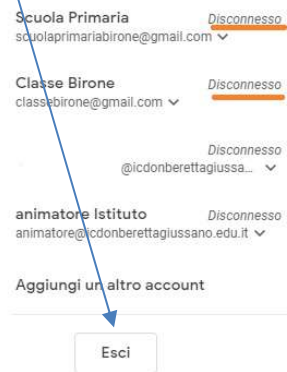 Scuola Primaria Disconnesso
scuolaprimariabirone@gmail.com
Classe Birone Disconnesso
classebirone@gmail.com
Disconnesso
@icdonberettagiussa...
animatore Istituto Disconnesso
animatore@icdonberettagiussano.edu.it
Aggiungi un altro account
Esci